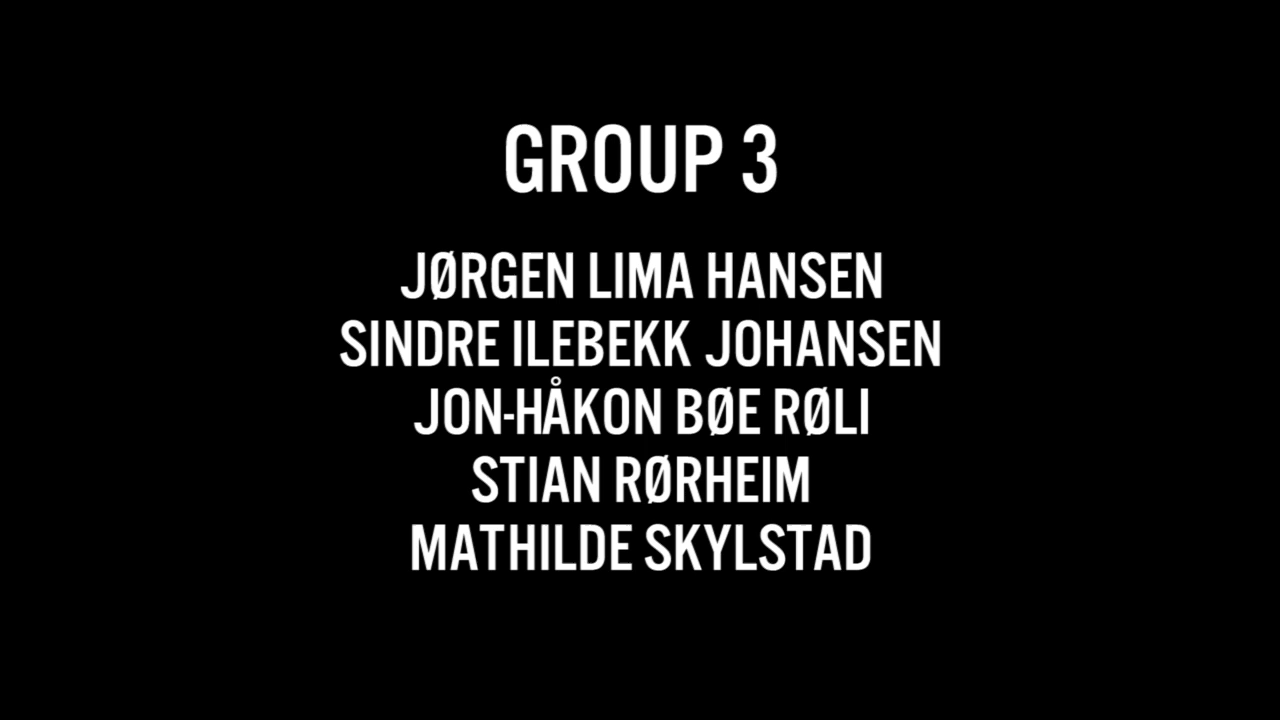 GROUP 3
JØRGEN LIMA HANSEN
SINDRE ILEBEKK JOHANSEN
JON-HÅKON BØE RØLI
STIAN RØRHEIM
MATHILDE SKYLSTAD